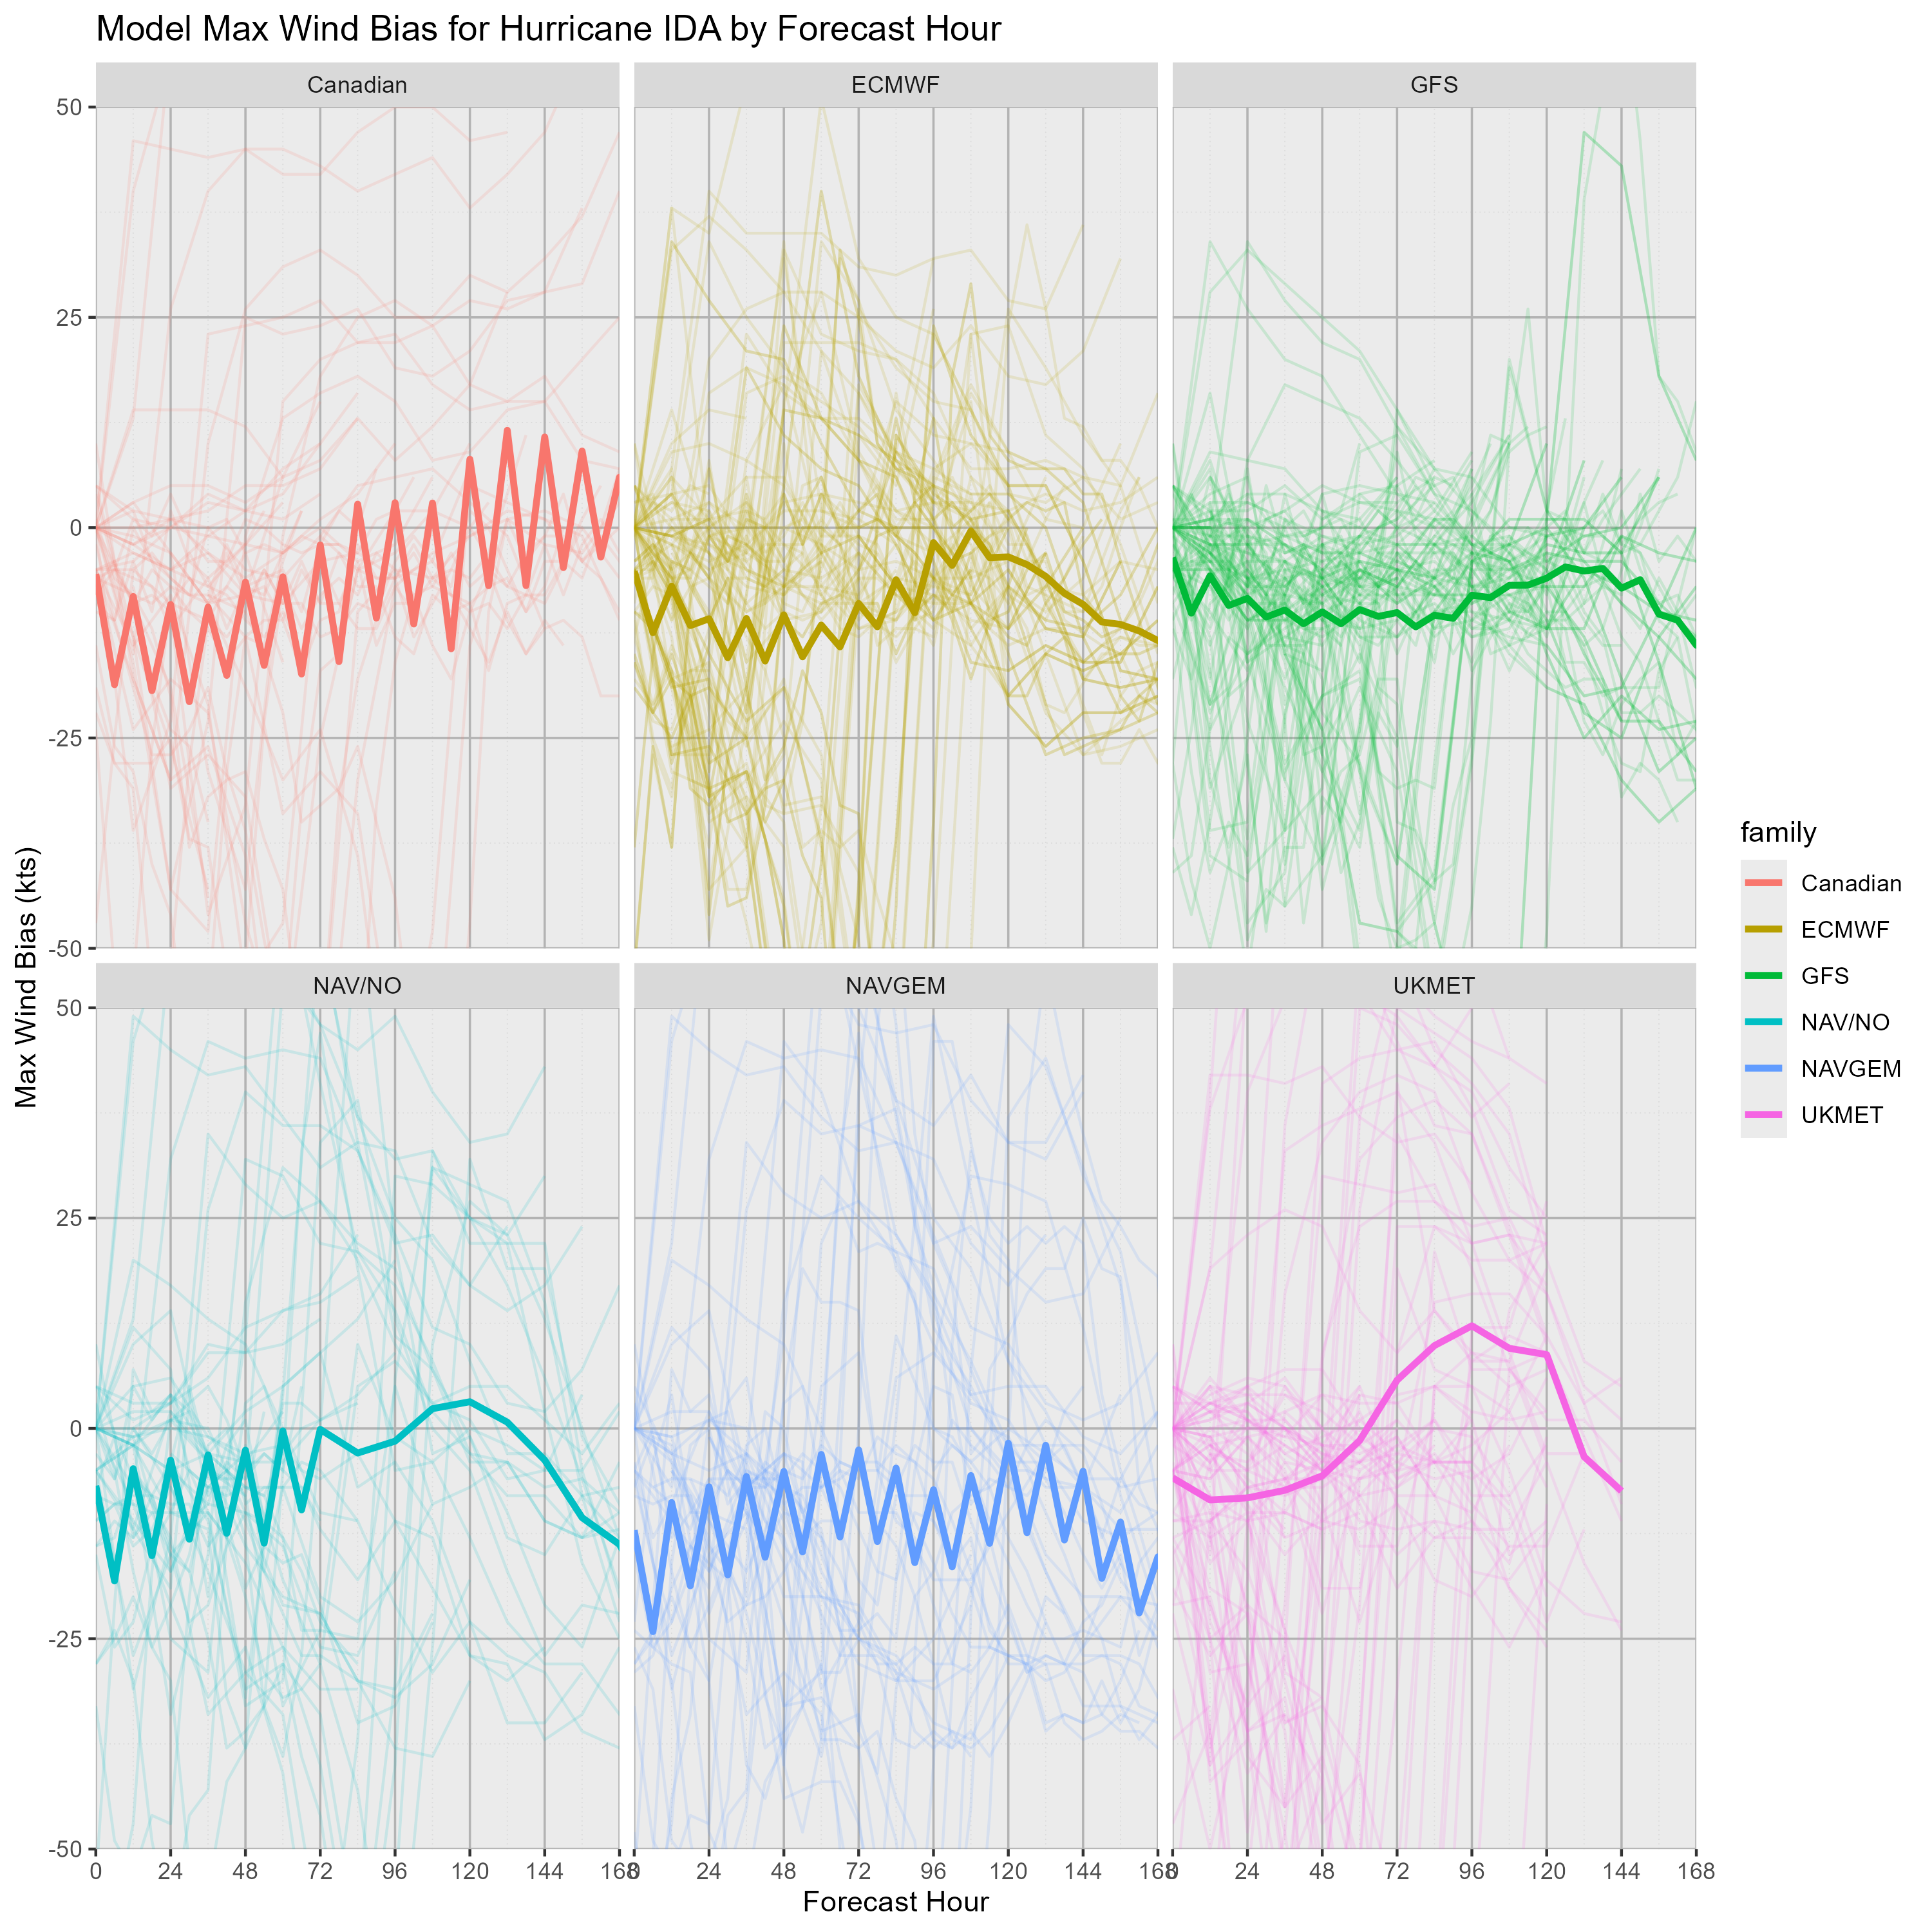 Model Max Wind Bias for Hurricane IDA by Forecast Hour
Canadian ECMWF GFS
50
25
0
-25
-50
NAV/NO NAVGEM UKMET
50
25
0
-25
-50
0 24 48 72 96 120 144 168 0 24 48 72 96 120 144 168 0 24 48 72 96 120 144 168
Forecast Hour
Max Wind Bias (kts)
family
Canadian
ECMWF
GFS
NAV/NO
NAVGEM
UKMET